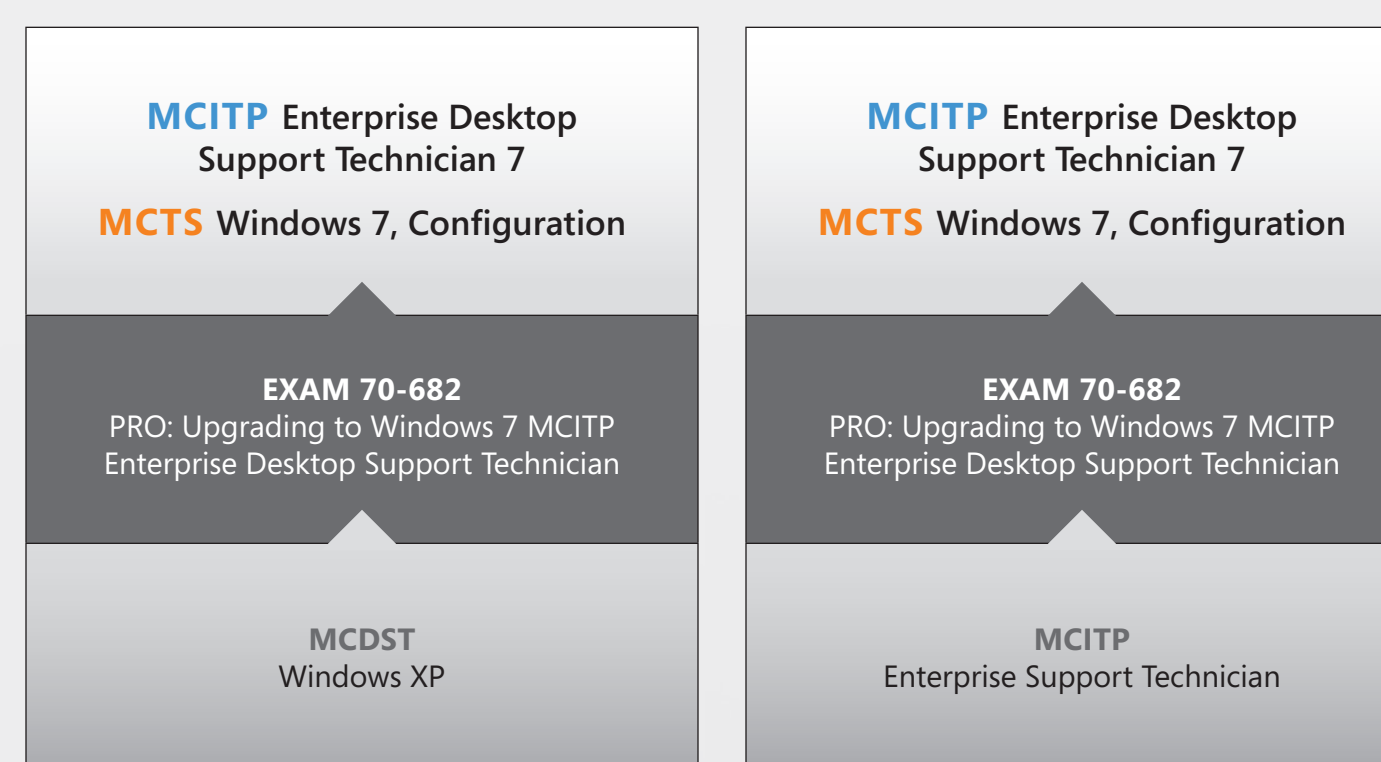 MCITP Enterprise Desktop
Support Technician 7
MCTS Windows 7, Configuration
EXAM 70-682
PRO: Upgrading to Windows 7 MCITP
Enterprise Desktop Support Technician
MCDST
Windows XP
MCITP Enterprise Desktop
Support Technician 7
MCTS Windows 7, Configuration
EXAM 70-682
PRO: Upgrading to Windows 7 MCITP
Enterprise Desktop Support Technician
MCITP
Enterprise Support Technician